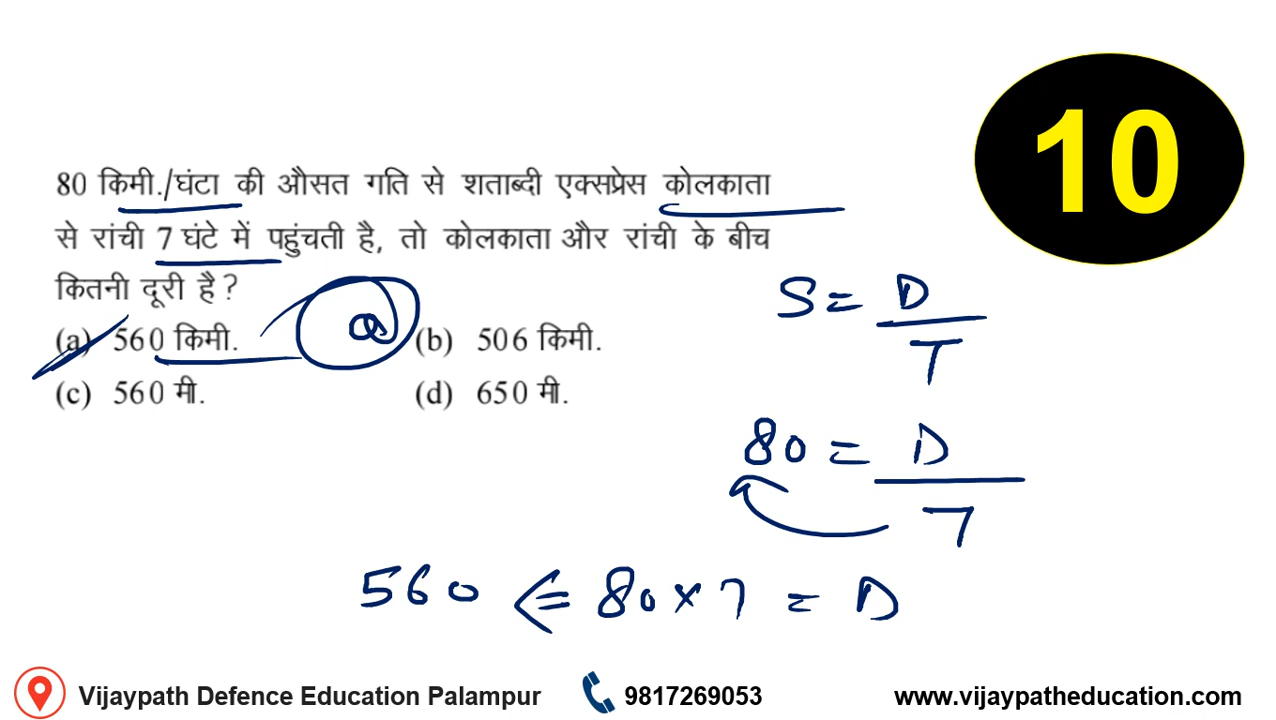 10
80 किमी./घंटा की औसत गति से शताब्दी एक्सप्रेस कोलकाता
से रांची 7 घंटे में पहुंचती है, तो कोलकाता और रांची के बीच
कितनी दूरी है?
(a) 560 किमी. a (b) 506 किमी.
(c) 560 मी. (d) 650 मी.
S = D/T
80 = D/7
560 <= 80 × 7 = D
Vijaypath Defence Education Palampur 9817269053 www.vijaypatheducation.com